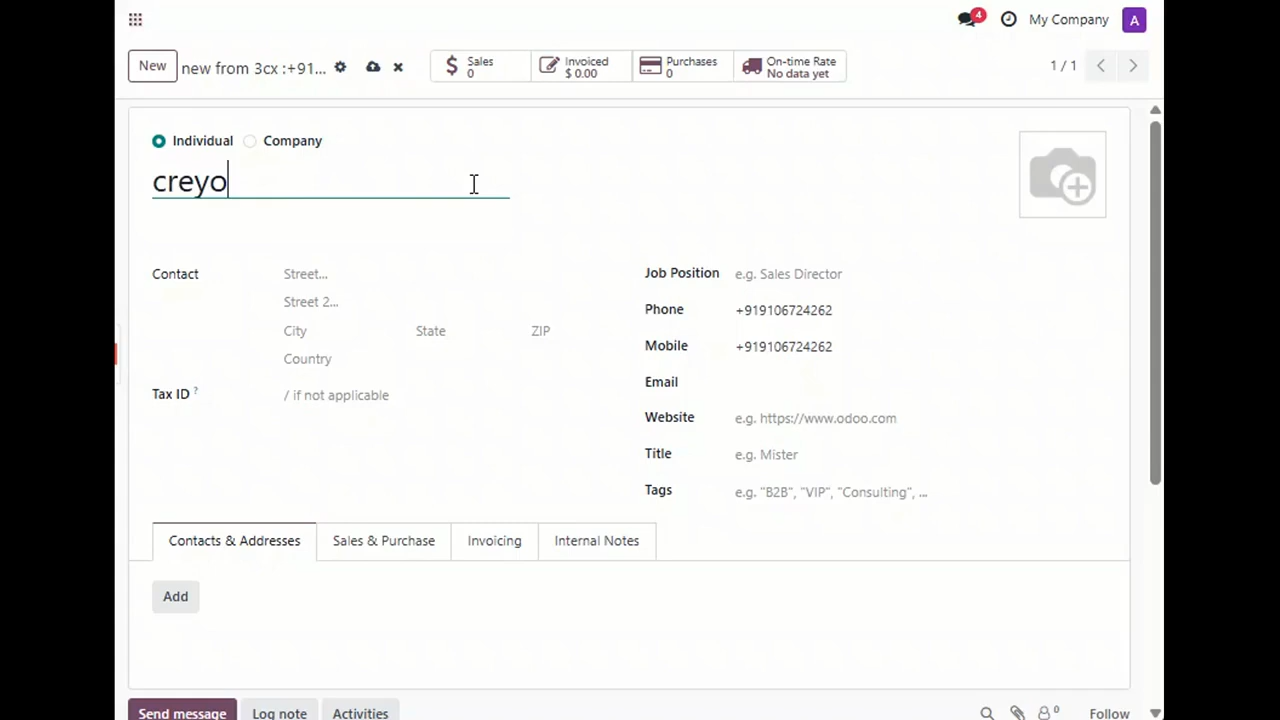 4
My Company
A
New
new from 3cx :+91...
Sales
0
Invoiced
$ 0.00
Purchases
0
On-time Rate
No data yet
1 / 1
Individual
Company
creyo
Contact
Street...
Street 2...
City
State
ZIP
Country
Tax ID ?
/ if not applicable
Job Position
e.g. Sales Director
Phone
+919106724262
Mobile
+919106724262
Email
Website
e.g. https://www.odoo.com
Title
e.g. Mister
Tags
e.g. "B2B", "VIP", "Consulting", ...
Contacts & Addresses
Sales & Purchase
Invoicing
Internal Notes
Add
Send message
Log note
Activities
0
Follow